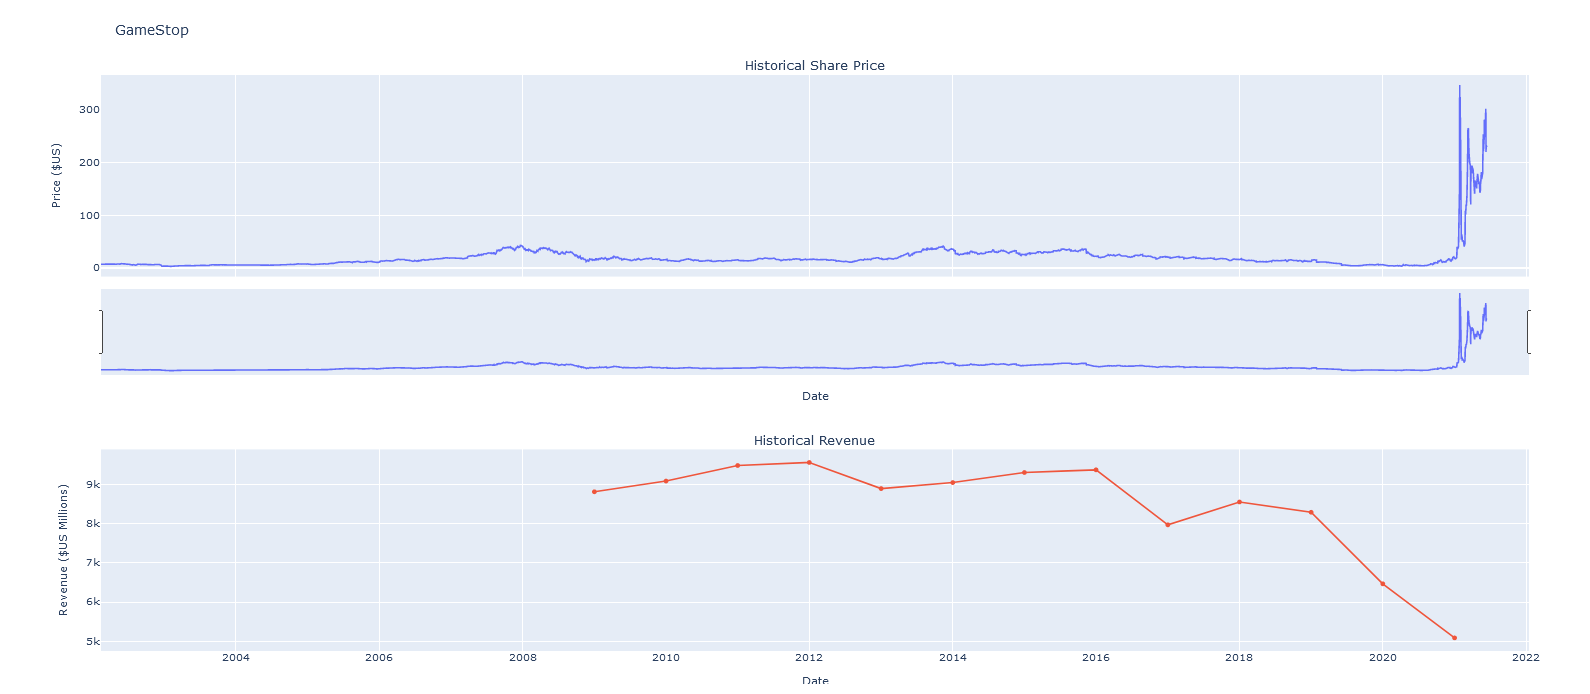 GameStop
Historical Share Price
Price ($US)
300
200
100
0
Date
Historical Revenue
Revenue ($US Millions)
9k
8k
7k
6k
5k
2004 2006 2008 2010 2012 2014 2016 2018 2020 2022
Date